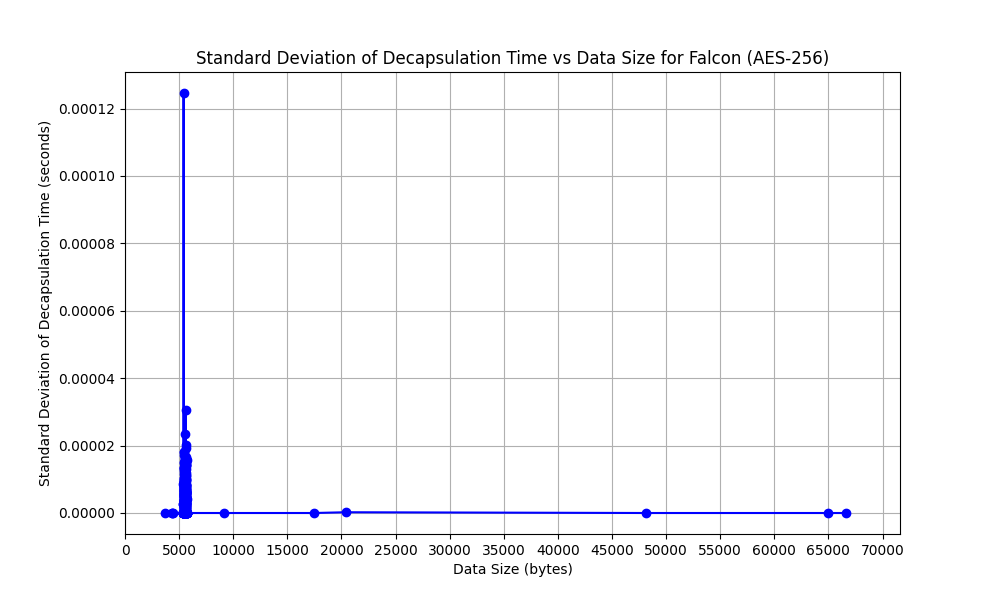 Standard Deviation of Decapsulation Time vs Data Size for Falcon (AES-256)
Standard Deviation of Decapsulation Time (seconds)
0.00012
0.00010
0.00008
0.00006
0.00004
0.00002
0.00000
0 5000 10000 15000 20000 25000 30000 35000 40000 45000 50000 55000 60000 65000 70000
Data Size (bytes)